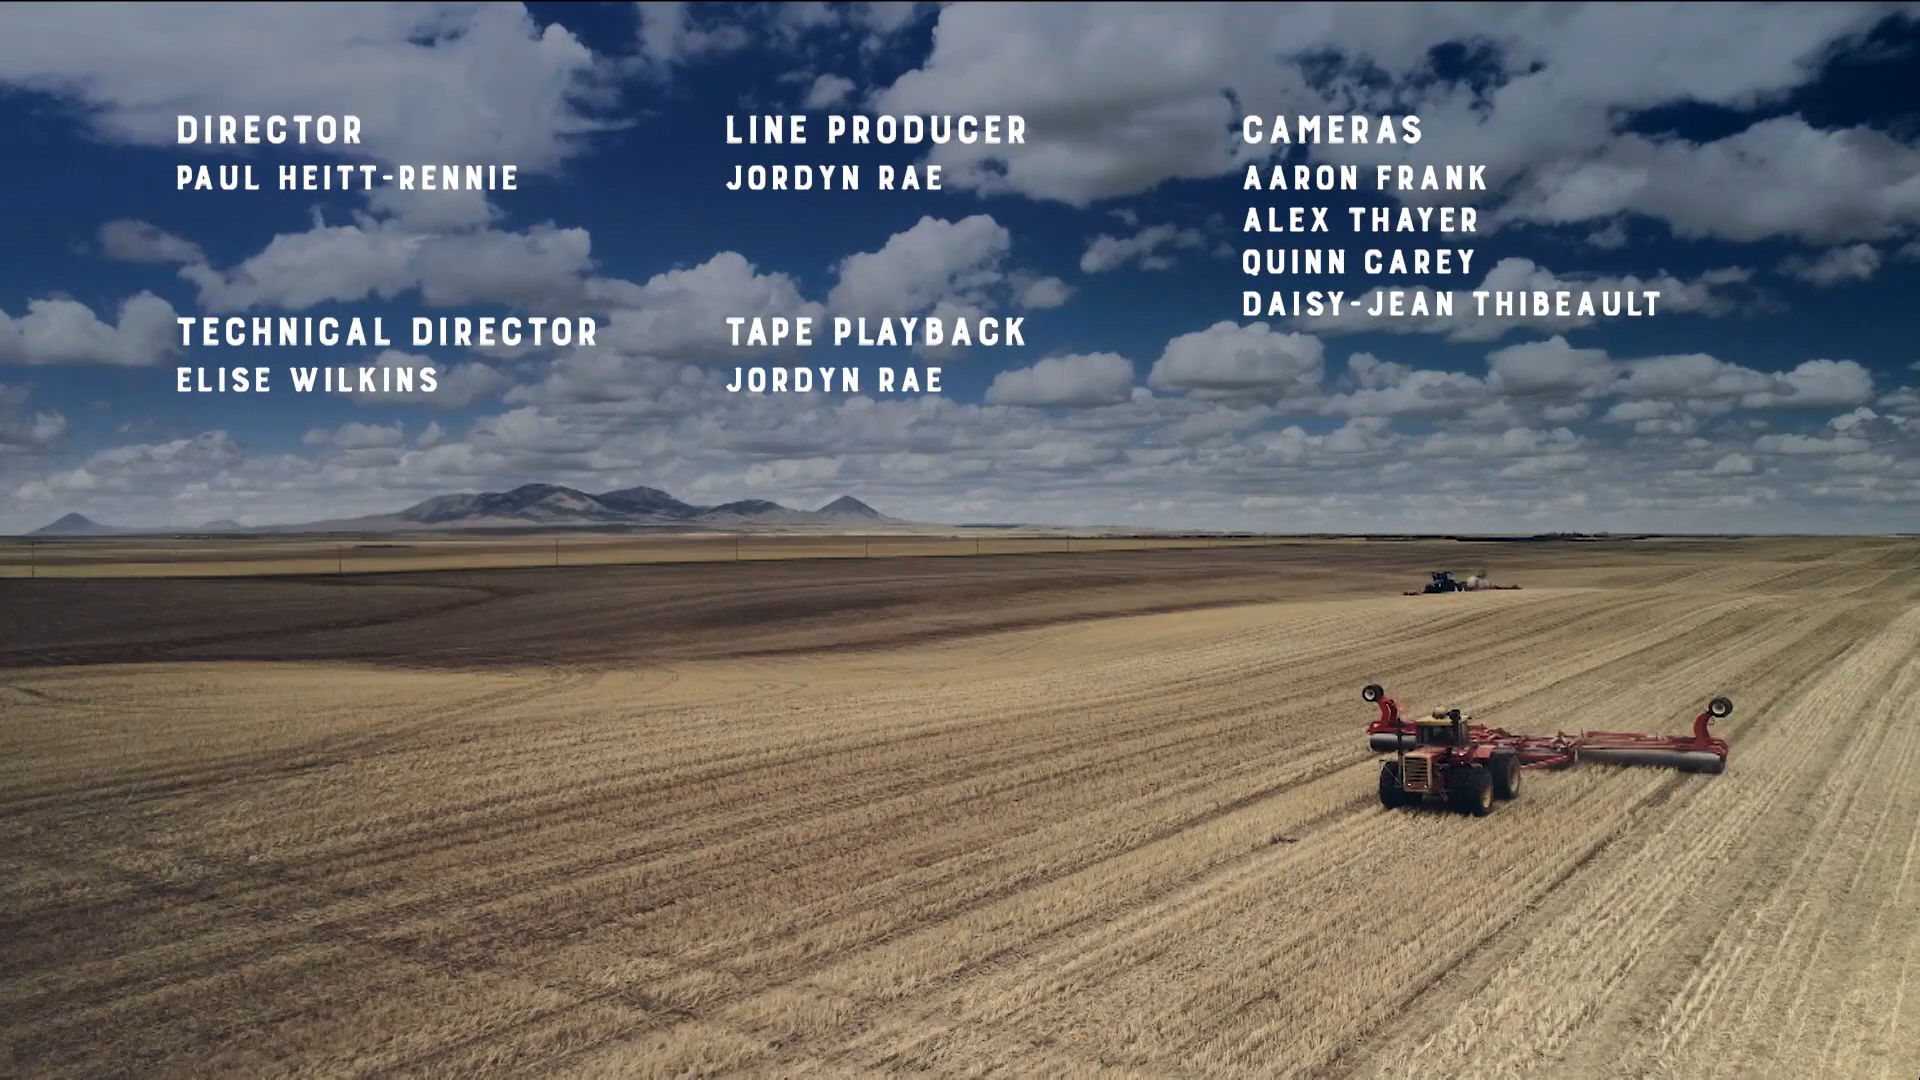 DIRECTOR
PAUL HEITT-RENNIE
TECHNICAL DIRECTOR
ELISE WILKINS
LINE PRODUCER
JORDYN RAE
TAPE PLAYBACK
JORDYN RAE
CAMERAS
AARON FRANK
ALEX THAYER
QUINN CAREY
DAISY-JEAN THIBEAULT